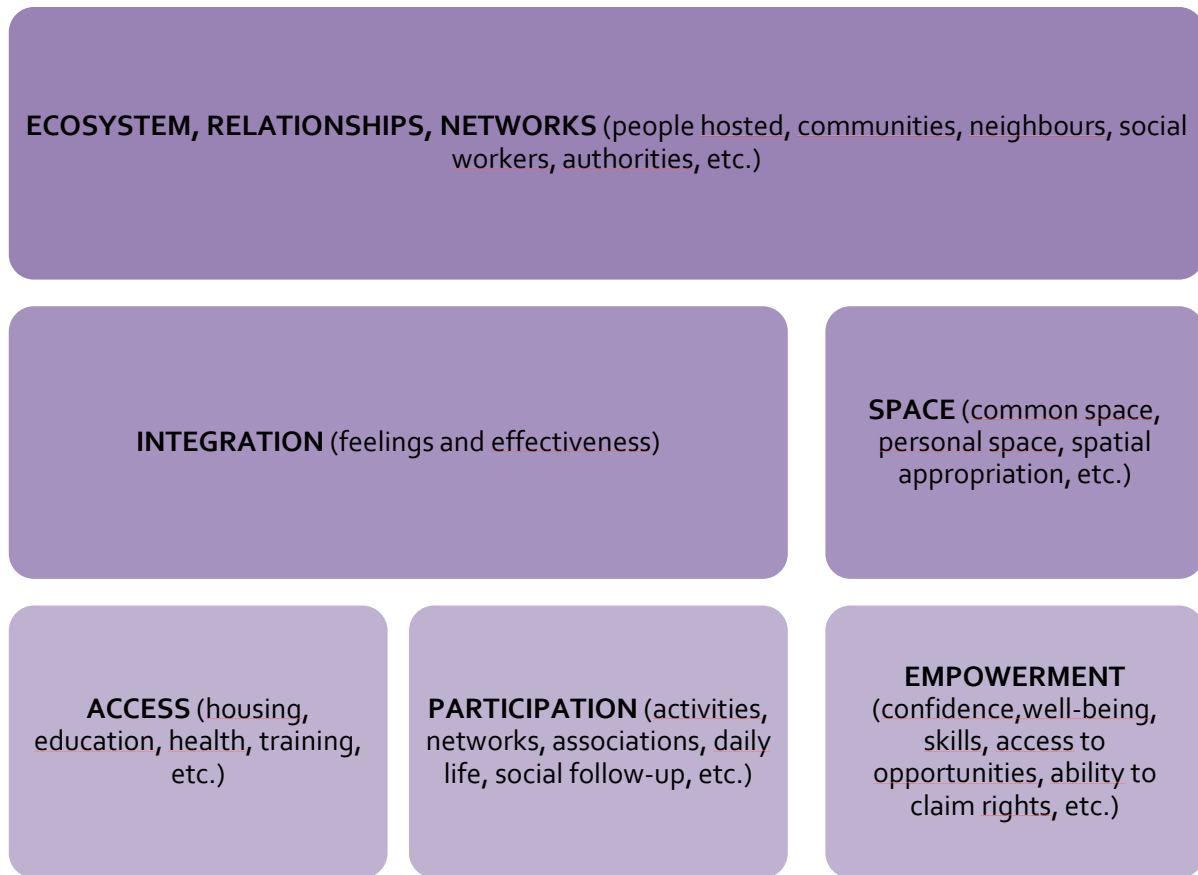 ECOSYSTEM, RELATIONSHIPS, NETWORKS (people hosted, communities, neighbours, social
workers, authorities, etc.)
INTEGRATION (feelings and effectiveness)
SPACE (common space,
personal space, spatial
appropriation, etc.)
ACCESS (housing,
education, health, training,
etc.)
PARTICIPATION (activities,
networks, associations, daily
life, social follow-up, etc.)
EMPOWERMENT
(confidence,well-being,
skills, access to
opportunities, ability to
claim rights, etc.)